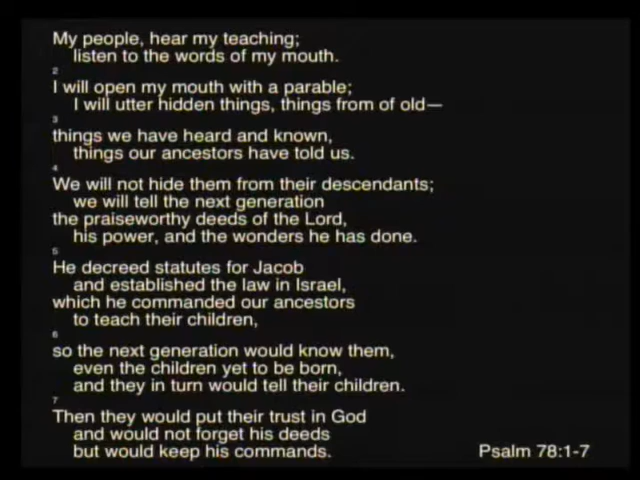 My people, hear my teaching;
listen to the words of my mouth.
2
I will open my mouth with a parable;
I will utter hidden things, things from of old—
3
things we have heard and known,
things our ancestors have told us.
4
We will not hide them from their descendants;
we will tell the next generation
the praiseworthy deeds of the Lord,
his power, and the wonders he has done.
5
He decreed statutes for Jacob
and established the law in Israel,
which he commanded our ancestors
to teach their children,
6
so the next generation would know them,
even the children yet to be born,
and they in turn would tell their children.
7
Then they would put their trust in God
and would not forget his deeds
but would keep his commands.
Psalm 78:1-7